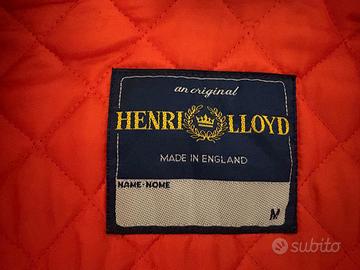 an original
HENRI LLOYD
MADE IN ENGLAND
NAME·NOME
M
subito